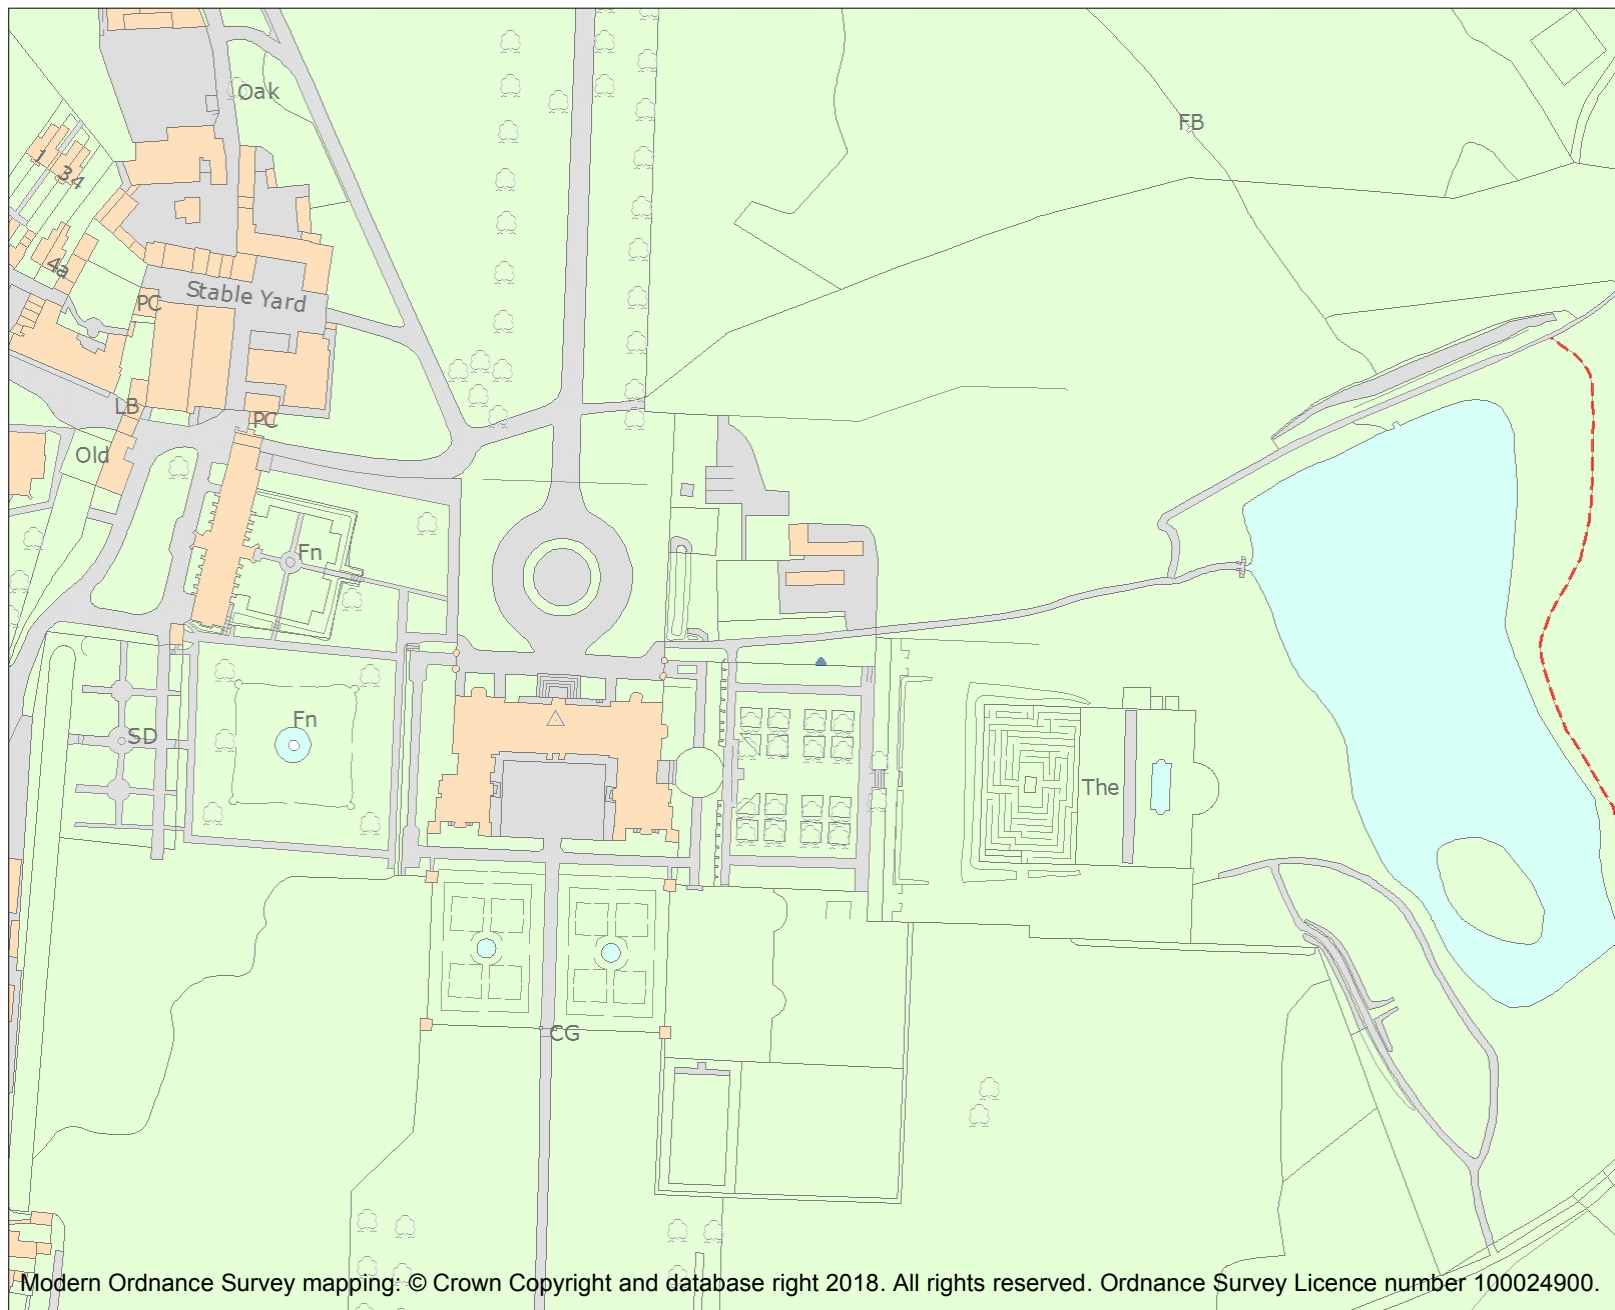 Oak
FB
1
3 4
4a
PC
Stable Yard
LB
PC
Old
Fn
Fn
SD
The
CG
Modern Ordnance Survey mapping: © Crown Copyright and database right 2018. All rights reserved. Ordnance Survey Licence number 100024900.